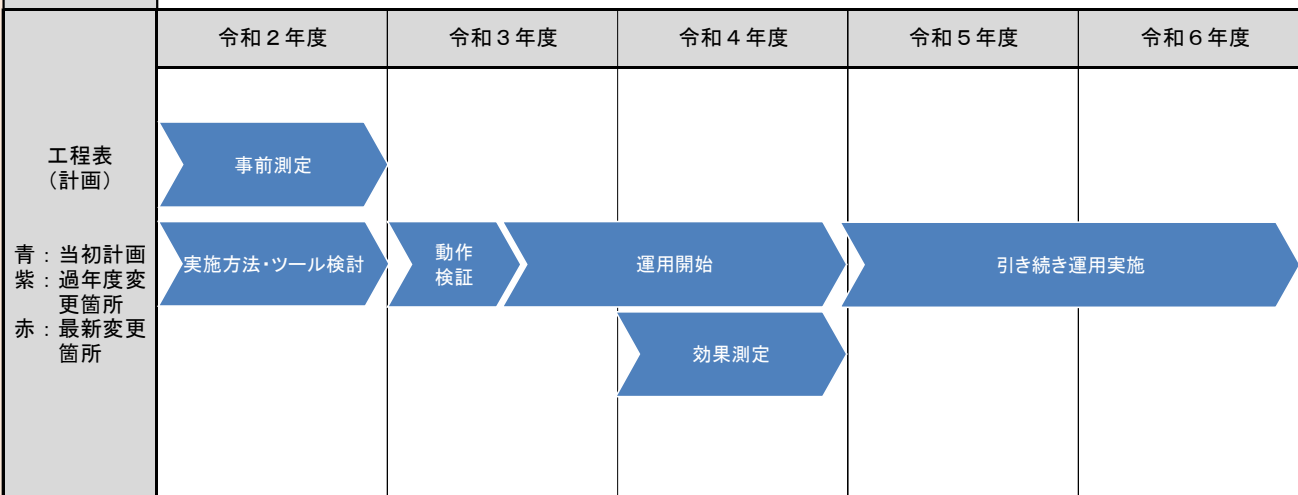 令和２年度
令和３年度
令和４年度
令和５年度
令和６年度
工程表
（計画）
青：当初計画
紫：過年度変
更箇所
赤：最新変更
箇所
事前測定
実施方法・ツール検討
動作
検証
運用開始
引き続き運用実施
効果測定